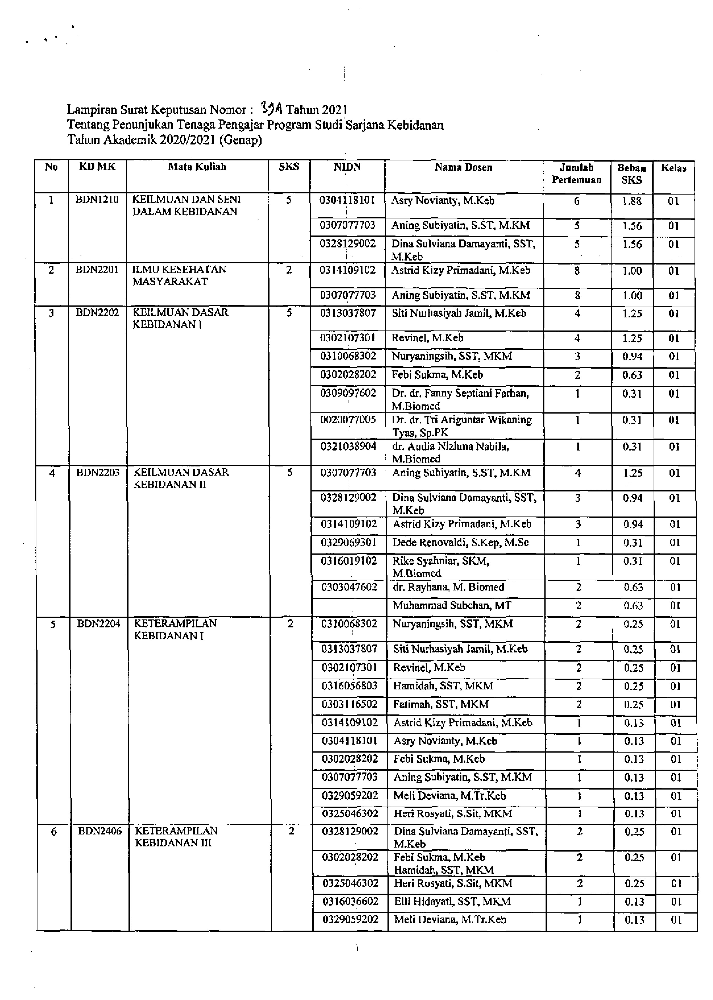 Lampiran Surat Keputusan Nomor : 39A Tahun 2021
Tentang Penunjukan Tenaga Pengajar Program Studi Sarjana Kebidanan
Tahun Akademik 2020/2021 (Genap)
No KD MK Mata Kuliah SKS NIDN Nama Dosen Jumlah Beban Kelas
Pertemuan SKS
1 BDN1210 KEILMUAN DAN SENI 5 0304118101 Asry Novianty, M.Keb 6 1.88 01
DALAM KEBIDANAN
0307077703 Aning Subiyatin, S.ST, M.KM 5 1.56 01
0328129002 Dina Sulviana Damayanti, SST, 5 1.56 01
M.Keb
2 BDN2201 ILMU KESEHATAN 2 0314109102 Astrid Kizy Primadani, M.Keb 8 1.00 01
MASYARAKAT
0307077703 Aning Subiyatin, S.ST, M.KM 8 1.00 01
3 BDN2202 KEILMUAN DASAR 5 0313037807 Siti Nurhasiyah Jamil, M.Keb 4 1.25 01
KEBIDANAN I
0302107301 Revinel, M.Keb 4 1.25 01
0310068302 Nuryaningsih, SST, MKM 3 0.94 01
0302028202 Febi Sukma, M.Keb 2 0.63 01
0309097602 Dr. dr. Fanny Septiani Farhan, 1 0.31 01
M.Biomed
0020077005 Dr. dr. Tri Ariguntar Wikaning 1 0.31 01
Tyas, Sp.PK
0321038904 dr. Audia Nizhma Nabila, 1 0.31 01
M.Biomed
4 BDN2203 KEILMUAN DASAR 5 0307077703 Aning Subiyatin, S.ST, M.KM 4 1.25 01
KEBIDANAN II
0328129002 Dina Sulviana Damayanti, SST, 3 0.94 01
M.Keb
0314109102 Astrid Kizy Primadani, M.Keb 3 0.94 01
0329069301 Dede Renovaldi, S.Kep, M.Sc 1 0.31 01
0316019102 Rike Syahniar, SKM, 1 0.31 01
M.Biomed
0303047602 dr. Rayhana, M. Biomed 2 0.63 01
Muhammad Subchan, MT 2 0.63 01
5 BDN2204 KETERAMPILAN 2 0310068302 Nuryaningsih, SST, MKM 2 0.25 01
KEBIDANAN I
0313037807 Siti Nurhasiyah Jamil, M.Keb 2 0.25 01
0302107301 Revinel, M.Keb 2 0.25 01
0316056803 Hamidah, SST, MKM 2 0.25 01
0303116502 Fatimah, SST, MKM 2 0.25 01
0314109102 Astrid Kizy Primadani, M.Keb 1 0.13 01
0304118101 Asry Novianty, M.Keb 1 0.13 01
0302028202 Febi Sukma, M.Keb 1 0.13 01
0307077703 Aning Subiyatin, S.ST, M.KM 1 0.13 01
0329059202 Meli Deviana, M.Tr.Keb 1 0.13 01
0325046302 Heri Rosyati, S.Sit, MKM 1 0.13 01
6 BDN2406 KETERAMPILAN 2 0328129002 Dina Sulviana Damayanti, SST, 2 0.25 01
KEBIDANAN III M.Keb
0302028202 Febi Sukma, M.Keb 2 0.25 01
Hamidah, SST, MKM
0325046302 Heri Rosyati, S.Sit, MKM 2 0.25 01
0316036602 Elli Hidayati, SST, MKM 1 0.13 01
0329059202 Meli Deviana, M.Tr.Keb 1 0.13 01